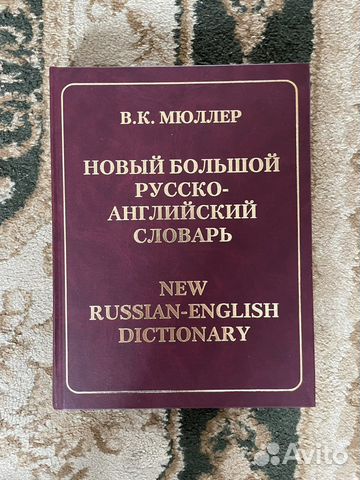 В.К. МЮЛЛЕР
НОВЫЙ БОЛЬШОЙ
РУССКО-
АНГЛИЙСКИЙ
СЛОВАРЬ
NEW
RUSSIAN-ENGLISH
DICTIONARY
Avito